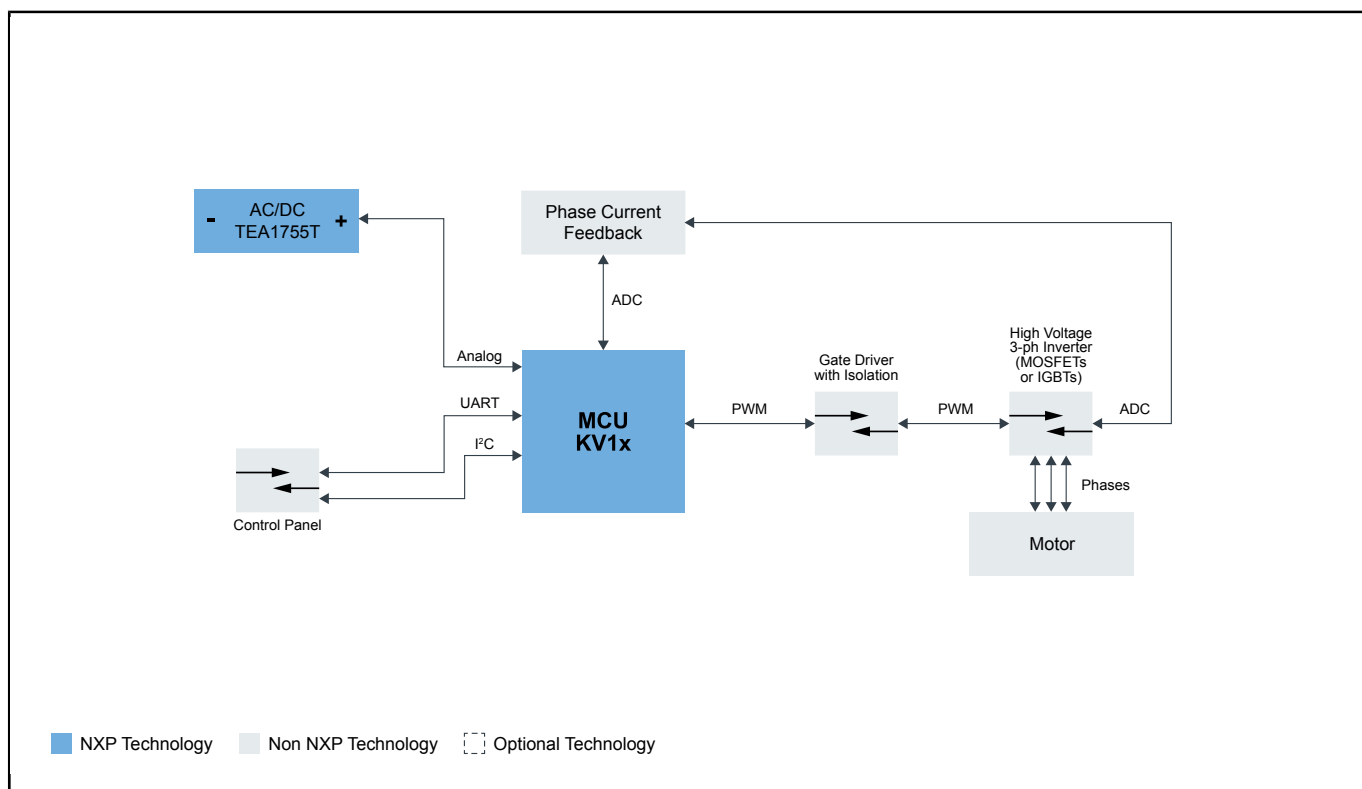 - AC/DC +
TEA1755T
Phase Current
Feedback
ADC
Analog
UART
I²C
MCU
KV1x
PWM
Gate Driver
with Isolation
PWM
High Voltage
3-ph Inverter
(MOSFETs
or IGBTs)
ADC
Phases
Motor
Control Panel
NXP Technology
Non NXP Technology
Optional Technology